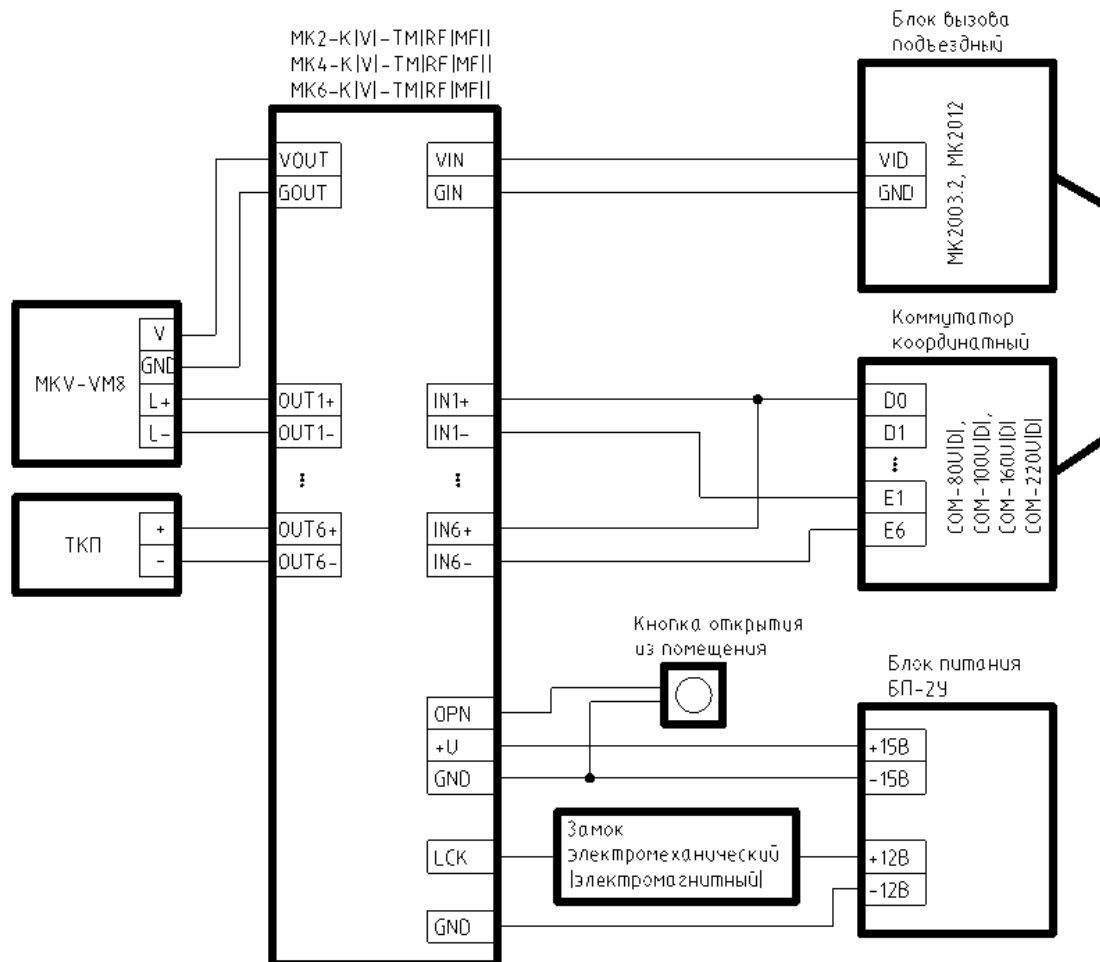 MK2-K|V|-TM|RF|MF||
MK4-K|V|-TM|RF|MF||
MK6-K|V|-TM|RF|MF||
VOUT
GOUT
OUT1+
OUT1-
...
OUT6+
OUT6-
VIN
GIN
IN1+
IN1-
...
IN6+
IN6-
OPN
+U
GND
LCK
GND
MKV-VM8
V
GND
L+
L-
ТКП
+
-
Блок вызова
подъездный
VID
GND
MK2003.2, MK2012
Коммутатор
координатный
D0
D1
...
E1
E6
COM-80U|D|,
COM-100U|D|,
COM-160U|D|
COM-220U|D|
Кнопка открытия
из помещения
Блок питания
БП-2У
+15В
-15В
+12В
-12В
Замок
электромеханический
|электромагнитный|